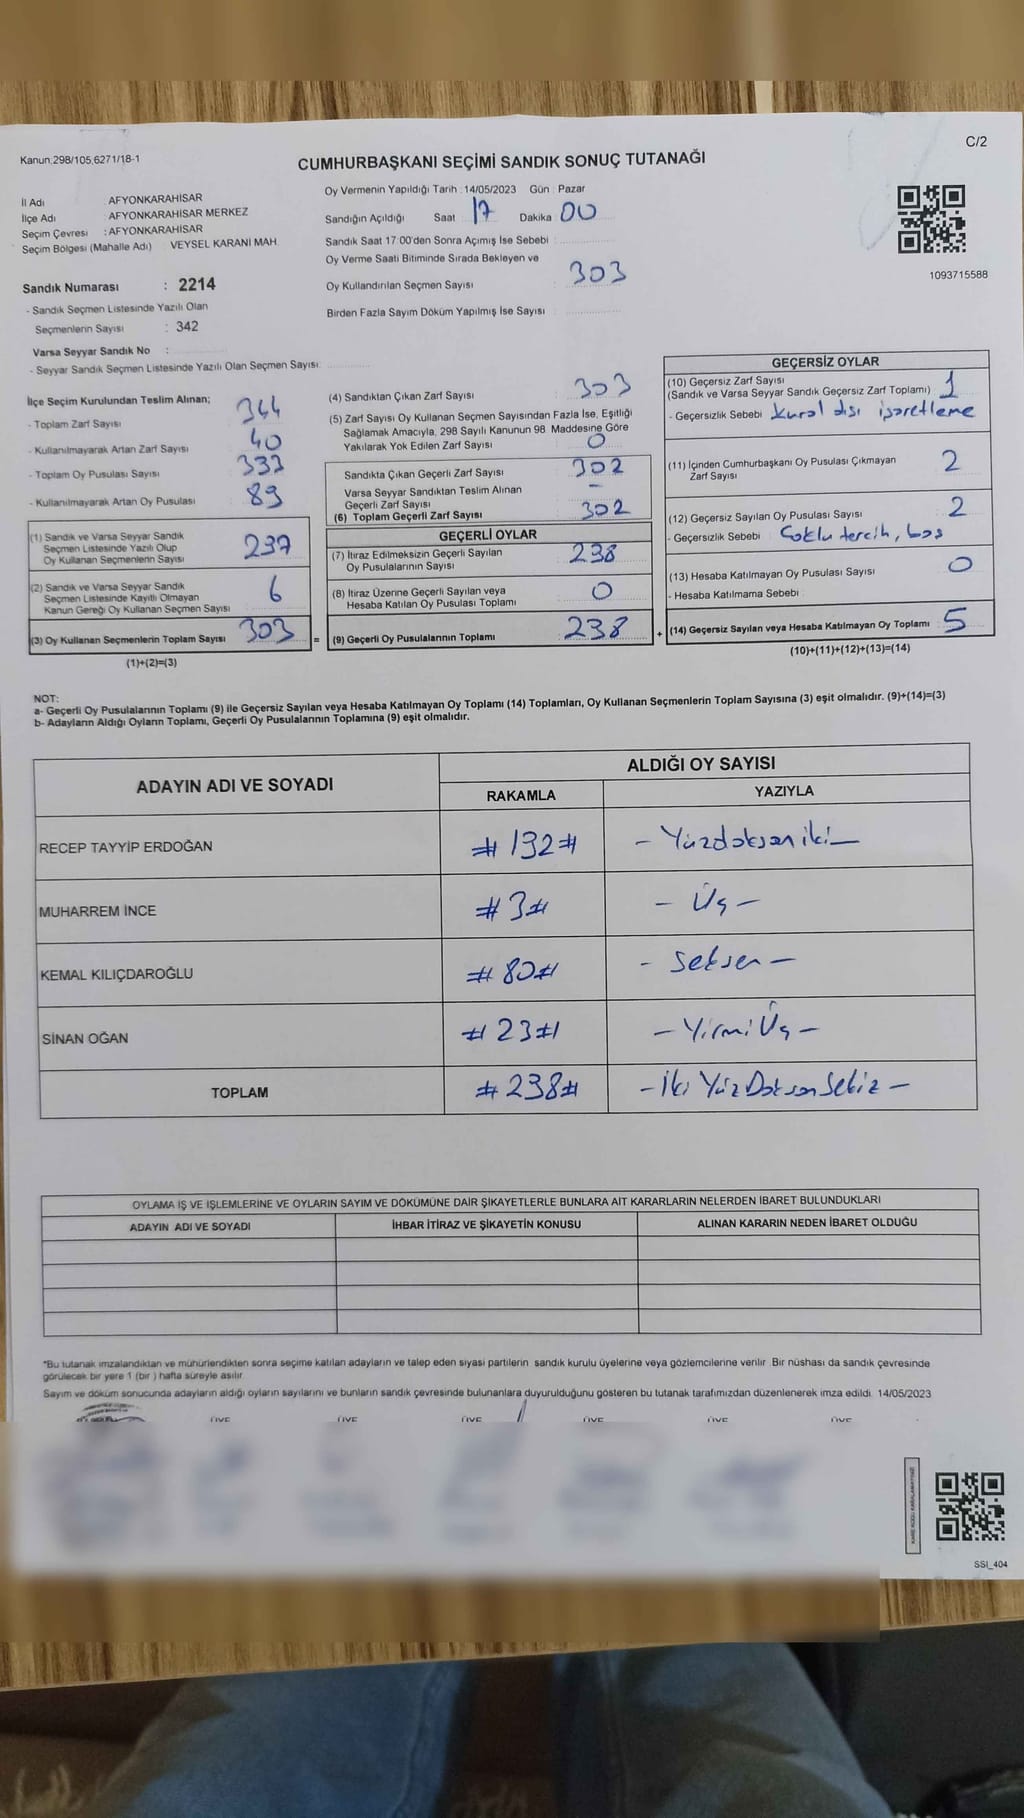 Kanun:298/105,6271/18-1
C/2
CUMHURBAŞKANI SEÇİMİ SANDIK SONUÇ TUTANAĞI
İl Adı : AFYONKARAHİSAR
İlçe Adı : AFYONKARAHİSAR MERKEZ
Seçim Çevresi : AFYONKARAHİSAR
Seçim Bölgesi (Mahalle Adı) : VEYSEL KARANİ MAH.
Sandık Numarası : 2214
- Sandık Seçmen Listesinde Yazılı Olan
Seçmenlerin Sayısı : 342
Varsa Seyyar Sandık No :
- Seyyar Sandık Seçmen Listesinde Yazılı Olan Seçmen Sayısı:
Oy Vermenin Yapıldığı Tarih : 14/05/2023 Gün : Pazar
Sandığın Açıldığı Saat 17 Dakika 00
Sandık Saat 17:00'den Sonra Açımış İse Sebebi :
Oy Verme Saati Bitiminde Sırada Bekleyen ve
Oy Kullandırılan Seçmen Sayısı : 303
Birden Fazla Sayım Döküm Yapılmış İse Sayısı :
1093715588
İlçe Seçim Kurulundan Teslim Alınan;
- Toplam Zarf Sayısı 344
- Kullanılmayarak Artan Zarf Sayısı 40
- Toplam Oy Pusulası Sayısı
- Kullanılmayarak Artan Oy Pusulası 89
(1) Sandık ve Varsa Seyyar Sandık
Seçmen Listesinde Yazılı Olup
Oy Kullanan Seçmenlerin Sayısı 297
(2) Sandık ve Varsa Seyyar Sandık
Seçmen Listesinde Kayıtlı Olmayan
Kanun Gereği Oy Kullanan Seçmen Sayısı 6
(3) Oy Kullanan Seçmenlerin Toplam Sayısı 303
(1)+(2)=(3)
=
(4) Sandıktan Çıkan Zarf Sayısı : 303
(5) Zarf Sayısı Oy Kullanan Seçmen Sayısından Fazla İse, Eşitliği
Sağlamak Amacıyla, 298 Sayılı Kanunun 98. Maddesine Göre
Yakılarak Yok Edilen Zarf Sayısı : 0
Sandıkta Çıkan Geçerli Zarf Sayısı : 302
Varsa Seyyar Sandıktan Teslim Alınan
Geçerli Zarf Sayısı : -
(6) Toplam Geçerli Zarf Sayısı : 302
GEÇERLİ OYLAR
(7) İtiraz Edilmeksizin Geçerli Sayılan
Oy Pusulalarının Sayısı : 298
(8) İtiraz Üzerine Geçerli Sayılan veya
Hesaba Katılan Oy Pusulası Toplamı : 0
(9) Geçerli Oy Pusulalarının Toplamı : 298
+
GEÇERSİZ OYLAR
(10) Geçersiz Zarf Sayısı
(Sandık ve Varsa Seyyar Sandık Geçersiz Zarf Toplamı) : 1
- Geçersizlik Sebebi : Kural dışı işaretleme
(11) İçinden Cumhurbaşkanı Oy Pusulası Çıkmayan
Zarf Sayısı : 2
(12) Geçersiz Sayılan Oy Pusulası Sayısı : 2
- Geçersizlik Sebebi : Çoklu tercih, boş
(13) Hesaba Katılmayan Oy Pusulası Sayısı : 0
- Hesaba Katılmama Sebebi :
(14) Geçersiz Sayılan veya Hesaba Katılmayan Oy Toplamı : 5
(10)+(11)+(12)+(13)=(14)
NOT:
a- Geçerli Oy Pusulalarının Toplamı (9) ile Geçersiz Sayılan veya Hesaba Katılmayan Oy Toplamı (14) Toplamları, Oy Kullanan Seçmenlerin Toplam Sayısına (3) eşit olmalıdır. (9)+(14)=(3)
b- Adayların Aldığı Oyların Toplamı, Geçerli Oy Pusulalarının Toplamına (9) eşit olmalıdır.
ADAYIN ADI VE SOYADI
ALDIĞI OY SAYISI
RAKAMLA YAZIYLA
RECEP TAYYİP ERDOĞAN #192# - Yüzdoksaniki -
MUHARREM İNCE #3# - Üç -
KEMAL KILIÇDAROĞLU #80# - Seksen -
SİNAN OĞAN #23# - Yirmi Üç -
TOPLAM #298# - İki Yüz Doksan Sekiz -
OYLAMA İŞ VE İŞLEMLERİNE VE OYLARIN SAYIM VE DÖKÜMÜNE DAİR ŞİKAYETLERLE BUNLARA AİT KARARLARIN NELERDEN İBARET BULUNDUKLARI
ADAYIN ADI VE SOYADI İHBAR İTİRAZ VE ŞİKAYETİN KONUSU ALINAN KARARIN NEDEN İBARET OLDUĞU
*Bu tutanak imzalandıktan ve mühürlendikten sonra seçime katılan adayların ve talep eden siyasi partilerin sandık kurulu üyelerine veya gözlemcilerine verilir. Bir nüshası da sandık çevresinde
görülecek bir yere 1 (bir) hafta süreyle asılır.
Sayım ve döküm sonucunda adayların aldığı oyların sayılarını ve bunların sandık çevresinde bulunanlara duyurulduğunu gösteren bu tutanak tarafımızdan düzenlenerek imza edildi. 14/05/2023
ÜYE ÜYE ÜYE ÜYE ÜYE ÜYE
KARE KODU KARALAMAYINIZ
SSI_404